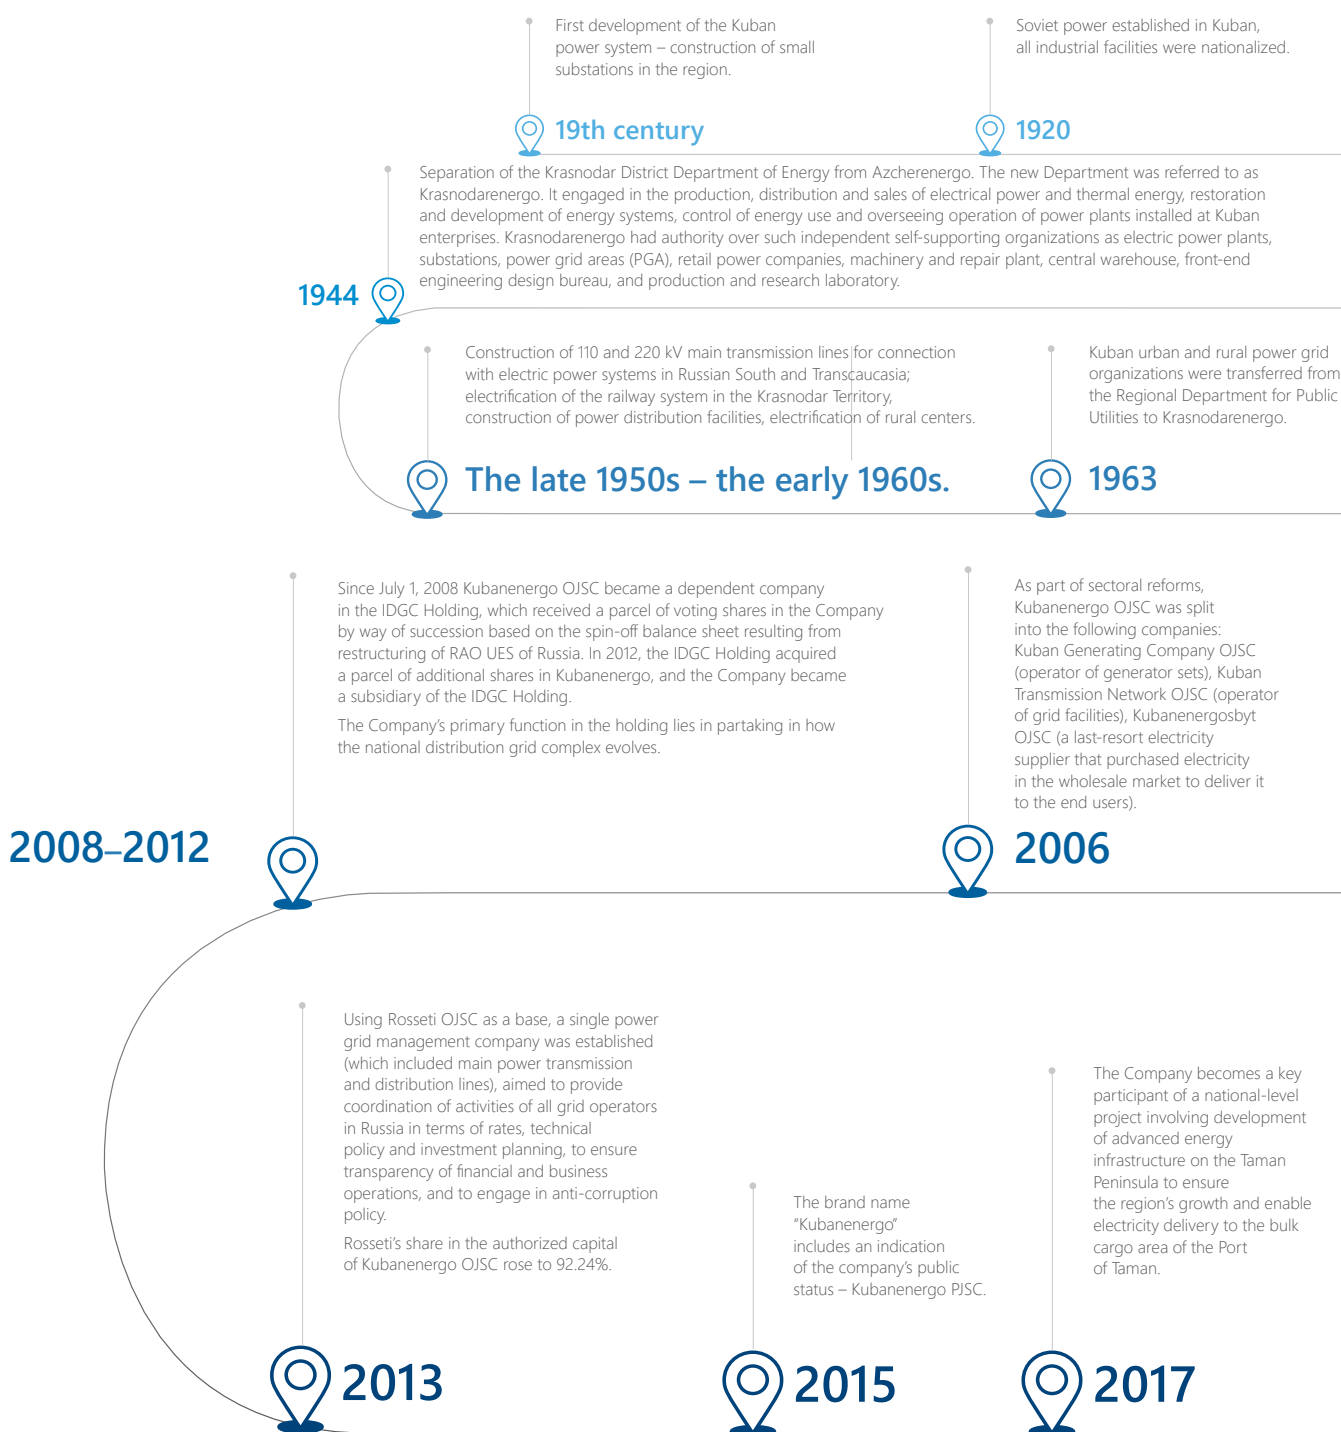 First development of the Kuban
power system – construction of small
substations in the region.
19th century
Soviet power established in Kuban,
all industrial facilities were nationalized.
1920
Separation of the Krasnodar District Department of Energy from Azcherenergo. The new Department was referred to as
Krasnodarenergo. It engaged in the production, distribution and sales of electrical power and thermal energy, restoration
and development of energy systems, control of energy use and overseeing operation of power plants installed at Kuban
enterprises. Krasnodarenergo had authority over such independent self-supporting organizations as electric power plants,
substations, power grid areas (PGA), retail power companies, machinery and repair plant, central warehouse, front-end
engineering design bureau, and production and research laboratory.
1944
Construction of 110 and 220 kV main transmission lines for connection
with electric power systems in Russian South and Transcaucasia;
electrification of the railway system in the Krasnodar Territory,
construction of power distribution facilities, electrification of rural centers.
The late 1950s – the early 1960s.
Kuban urban and rural power grid
organizations were transferred from
the Regional Department for Public
Utilities to Krasnodarenergo.
1963
Since July 1, 2008 Kubanenergo OJSC became a dependent company
in the IDGC Holding, which received a parcel of voting shares in the Company
by way of succession based on the spin-off balance sheet resulting from
restructuring of RAO UES of Russia. In 2012, the IDGC Holding acquired
a parcel of additional shares in Kubanenergo, and the Company became
a subsidiary of the IDGC Holding.
The Company's primary function in the holding lies in partaking in how
the national distribution grid complex evolves.
2008–2012
As part of sectoral reforms,
Kubanenergo OJSC was split
into the following companies:
Kuban Generating Company OJSC
(operator of generator sets), Kuban
Transmission Network OJSC (operator
of grid facilities), Kubanenergosbyt
OJSC (a last-resort electricity
supplier that purchased electricity
in the wholesale market to deliver it
to the end users).
2006
Using Rosseti OJSC as a base, a single power
grid management company was established
(which included main power transmission
and distribution lines), aimed to provide
coordination of activities of all grid operators
in Russia in terms of rates, technical
policy and investment planning, to ensure
transparency of financial and business
operations, and to engage in anti-corruption
policy.
Rosseti's share in the authorized capital
of Kubanenergo OJSC rose to 92.24%.
2013
The brand name
"Kubanenergo"
includes an indication
of the company's public
status – Kubanenergo PJSC.
2015
The Company becomes a key
participant of a national-level
project involving development
of advanced energy
infrastructure on the Taman
Peninsula to ensure
the region's growth and enable
electricity delivery to the bulk
cargo area of the Port
of Taman.
2017